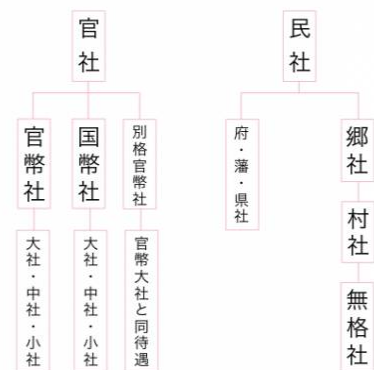 官社
官幣社
大社・中社・小社
国幣社
大社・中社・小社
別格官幣社
官幣大社と同待遇
民社
府・藩・県社
郷社
村社
無格社